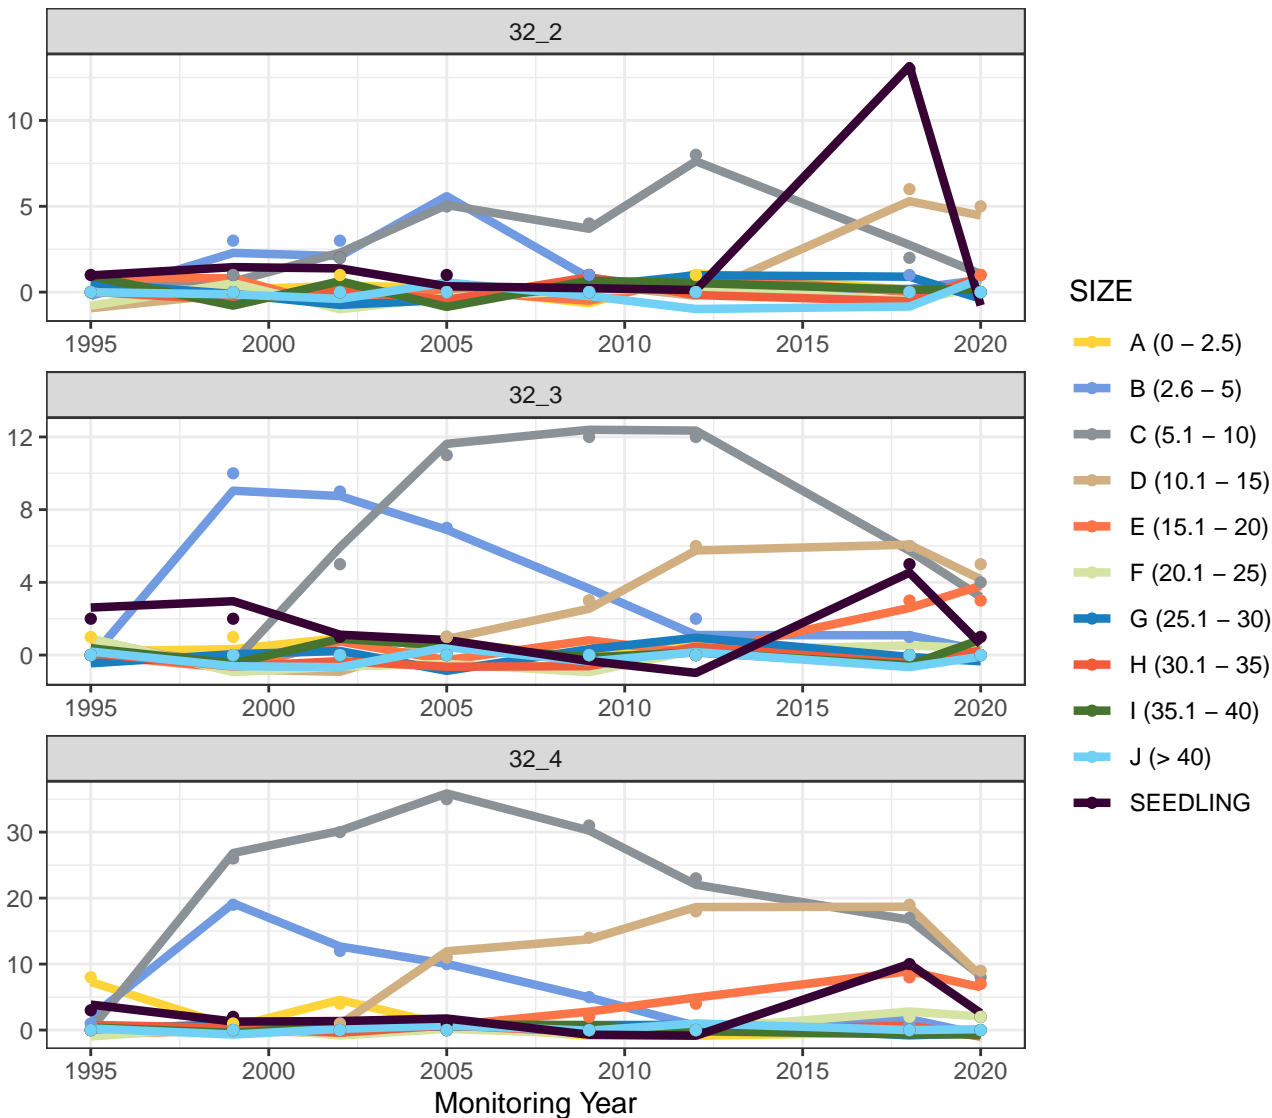 32_2
10
5
0
1995 2000 2005 2010 2015 2020
32_3
12
8
4
0
1995 2000 2005 2010 2015 2020
32_4
30
20
10
0
1995 2000 2005 2010 2015 2020
Monitoring Year
SIZE
A (0 − 2.5)
B (2.6 − 5)
C (5.1 − 10)
D (10.1 − 15)
E (15.1 − 20)
F (20.1 − 25)
G (25.1 − 30)
H (30.1 − 35)
I (35.1 − 40)
J (> 40)
SEEDLING